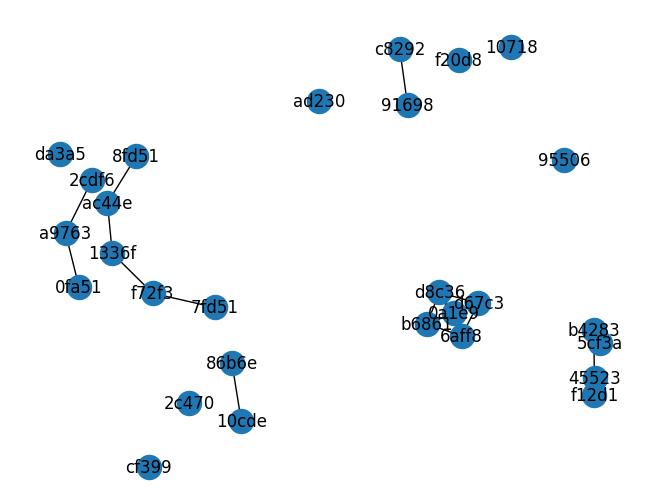 c8292
10718
f20d8
ad230
91698
da3a5
8fd51
95506
2cdf6
ac44e
a9763
1336f
0fa51
f72f3
7fd51
d8c36
d67c3
0a1e9
b6861
6aff8
b4283
5cf3a
86b6e
45523
f12d1
2c470
10cde
cf399